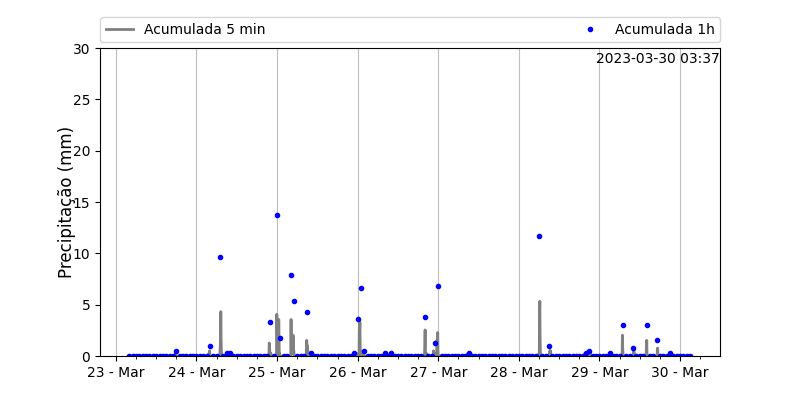 Acumulada 5 min
Acumulada 1h
2023-03-30 03:37
Precipitação (mm)
30
25
20
15
10
5
0
23 - Mar 24 - Mar 25 - Mar 26 - Mar 27 - Mar 28 - Mar 29 - Mar 30 - Mar